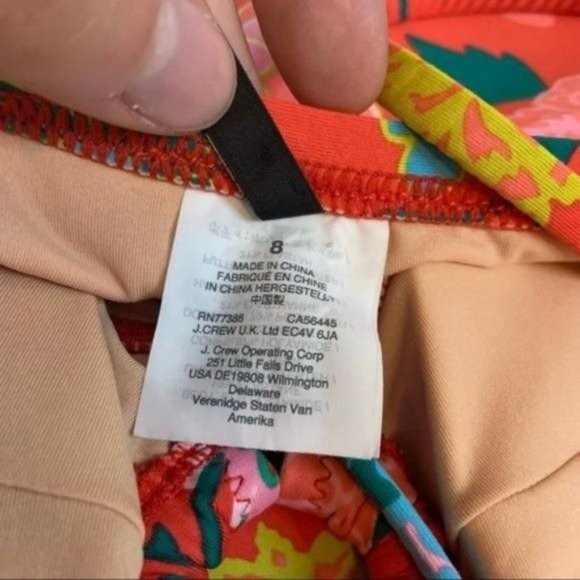 8
MADE IN CHINA
FABRIQUÉ EN CHINE
IN CHINA HERGESTELLT
中国製
RN77388 CA56445
J.CREW U.K. Ltd EC4V 6JA
J. Crew Operating Corp
251 Little Falls Drive
USA DE19808 Wilmington
Delaware
Verenidge Staten Van
Amerika